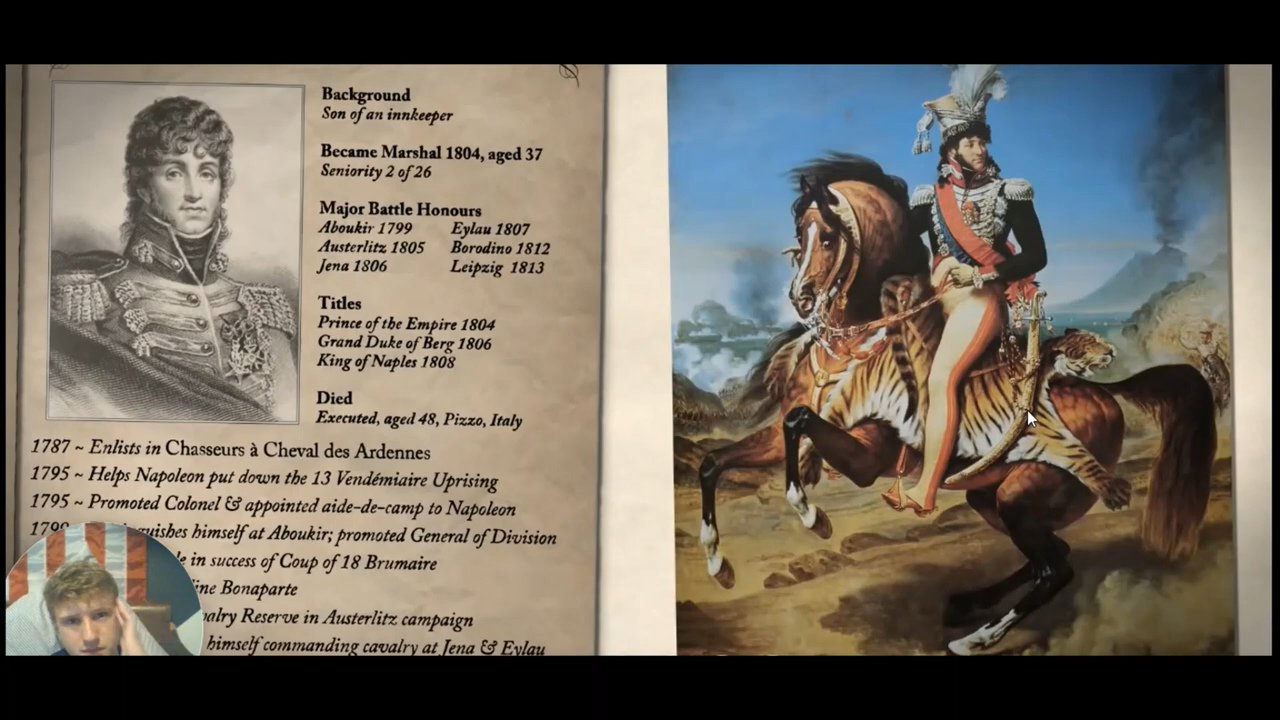 Background
Son of an innkeeper
Became Marshal 1804, aged 37
Seniority 2 of 26
Major Battle Honours
Aboukir 1799 Eylau 1807
Austerlitz 1805 Borodino 1812
Jena 1806 Leipzig 1813
Titles
Prince of the Empire 1804
Grand Duke of Berg 1806
King of Naples 1808
Died
Executed, aged 48, Pizzo, Italy
1787 ~ Enlists in Chasseurs à Cheval des Ardennes
1795 ~ Helps Napoleon put down the 13 Vendémiaire Uprising
1795 ~ Promoted Colonel & appointed aide-de-camp to Napoleon
himself at Aboukir; promoted General of Division
in success of Coup of 18 Brumaire
Bonaparte
Reserve in Austerlitz campaign
himself commanding cavalry at Jena & Eylau